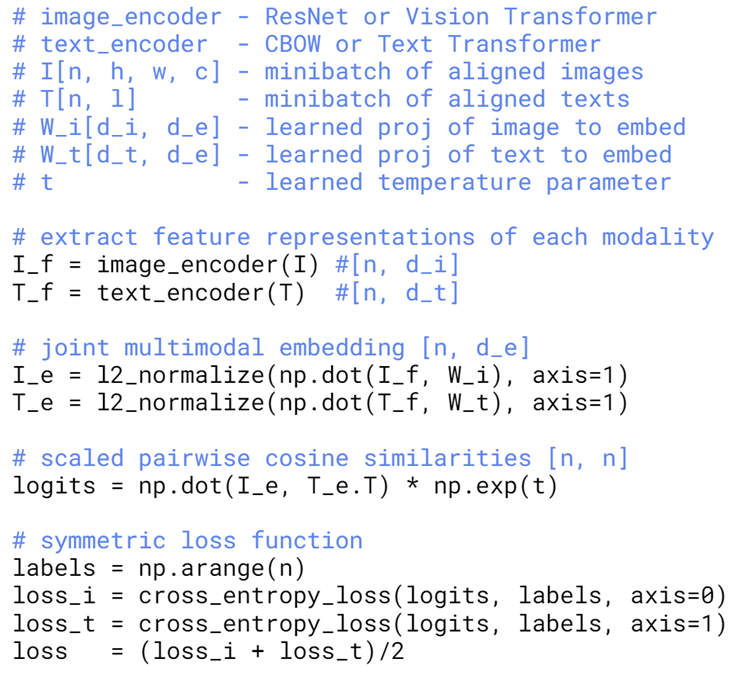 # image_encoder - ResNet or Vision Transformer
# text_encoder  - CBOW or Text Transformer
# I[n, h, w, c] - minibatch of aligned images
# T[n, l]       - minibatch of aligned texts
# W_i[d_i, d_e] - learned proj of image to embed
# W_t[d_t, d_e] - learned proj of text to embed
# t             - learned temperature parameter

# extract feature representations of each modality
I_f = image_encoder(I) #[n, d_i]
T_f = text_encoder(T)  #[n, d_t]

# joint multimodal embedding [n, d_e]
I_e = l2_normalize(np.dot(I_f, W_i), axis=1)
T_e = l2_normalize(np.dot(T_f, W_t), axis=1)

# scaled pairwise cosine similarities [n, n]
logits = np.dot(I_e, T_e.T) * np.exp(t)

# symmetric loss function
labels = np.arange(n)
loss_i = cross_entropy_loss(logits, labels, axis=0)
loss_t = cross_entropy_loss(logits, labels, axis=1)
loss   = (loss_i + loss_t)/2